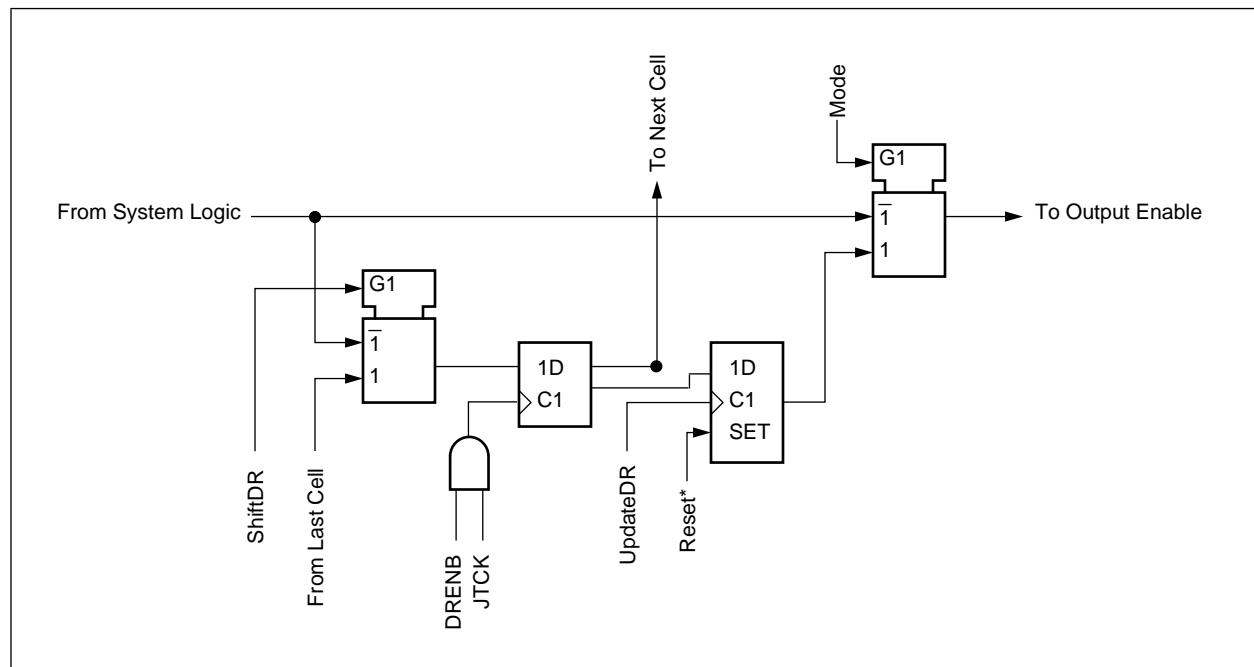 To Next Cell
Mode
G1
From System Logic
1̅
1
To Output Enable
G1
1̅
1
1D
C1
1D
C1
SET
ShiftDR
From Last Cell
DRENB
JTCK
UpdateDR
Reset*